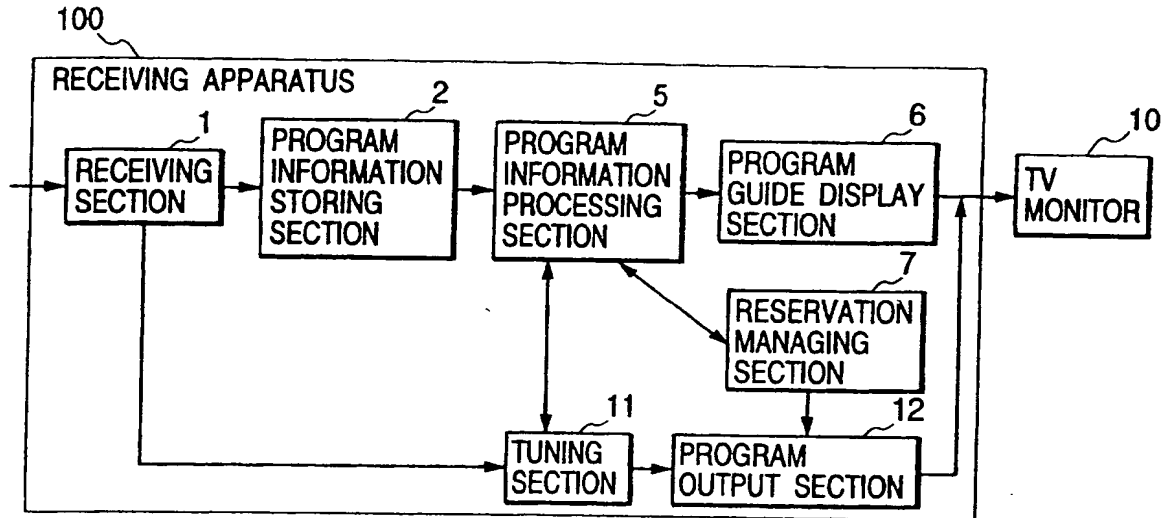 100
RECEIVING APPARATUS
1
RECEIVING
SECTION
2
PROGRAM
INFORMATION
STORING
SECTION
5
PROGRAM
INFORMATION
PROCESSING
SECTION
6
PROGRAM
GUIDE DISPLAY
SECTION
10
TV
MONITOR
7
RESERVATION
MANAGING
SECTION
11
TUNING
SECTION
12
PROGRAM
OUTPUT SECTION